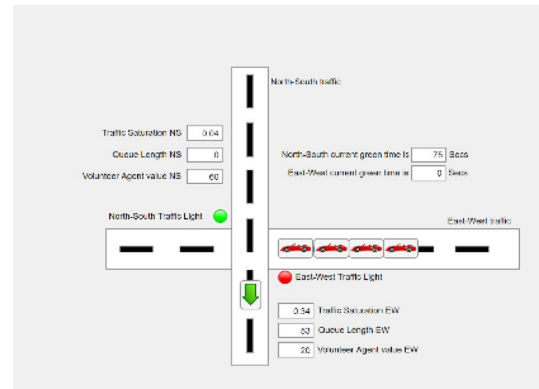 North-South traffic
Traffic Saturation NS 0.04
Queue Length NS 0
Volunteer Agent value NS 60
North-South current green time is 75 Secs
East-West current green time is 0 Secs
North-South Traffic Light
East-West traffic
East-West Traffic Light
0.34 Traffic Saturation EW
53 Queue Length EW
20 Volunteer Agent value EW